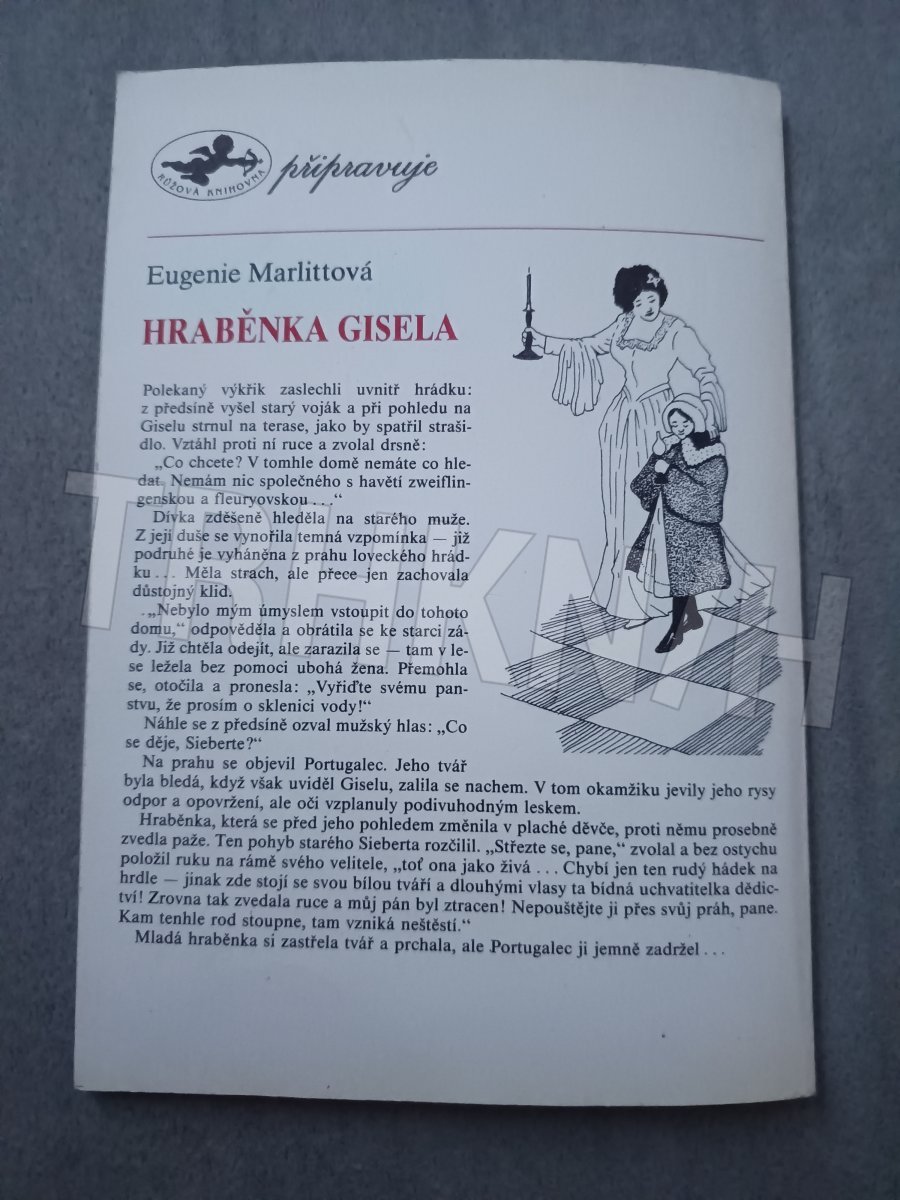 RŮŽOVÁ KNIHOVNA
připravuje
Eugenie Marlittová
HRABĚNKA GISELA
Polekaný výkřik zaslechli uvnitř hrádku:
z předsíně vyšel starý voják a při pohledu na
Giselu strnul na terase, jako by spatřil straši-
dlo. Vztáhl proti ní ruce a zvolal drsně:
„Co chcete? V tomhle domě nemáte co hle-
dat. Nemám nic společného s havětí zweiflin-
genskou a fleuryovskou ...“
Dívka zděšeně hleděla na starého muže.
Z její duše se vynořila temná vzpomínka — již
podruhé je vyháněna z prahu loveckého hrád-
ku ... Měla strach, ale přece jen zachovala
důstojný klid.
„Nebylo mým úmyslem vstoupit do tohoto
domu,“ odpověděla a obrátila se ke starci zá-
dy. Již chtěla odejít, ale zarazila se — tam v le-
se ležela bez pomoci ubohá žena. Přemohla
se, otočila a pronesla: „Vyřiďte svému pan-
stvu, že prosím o sklenici vody!“
Náhle se z předsíně ozval mužský hlas: „Co
se děje, Sieberte?“
Na prahu se objevil Portugalec. Jeho tvář
byla bledá, když však uviděl Giselu, zalila se nachem. V tom okamžiku jevily jeho rysy
odpor a opovržení, ale oči vzplanuly podivuhodným leskem.
Hraběnka, která se před jeho pohledem změnila v plaché děvče, proti němu prosebně
zvedla paže. Ten pohyb starého Sieberta rozčílil. „Střezte se, pane,“ zvolal a bez ostychu
položil ruku na rámě svého velitele, „toť ona jako živá ... Chybí jen ten rudý hádek na
hrdle — jinak zde stojí se svou bílou tváří a dlouhými vlasy ta bídná uchvatitelka dědic-
tví! Zrovna tak zvedala ruce a můj pán byl ztracen! Nepouštějte ji přes svůj práh, pane.
Kam tenhle rod stoupne, tam vzniká neštěstí.“
Mladá hraběnka si zastřela tvář a prchala, ale Portugalec ji jemně zadržel ...
TRHKNIH